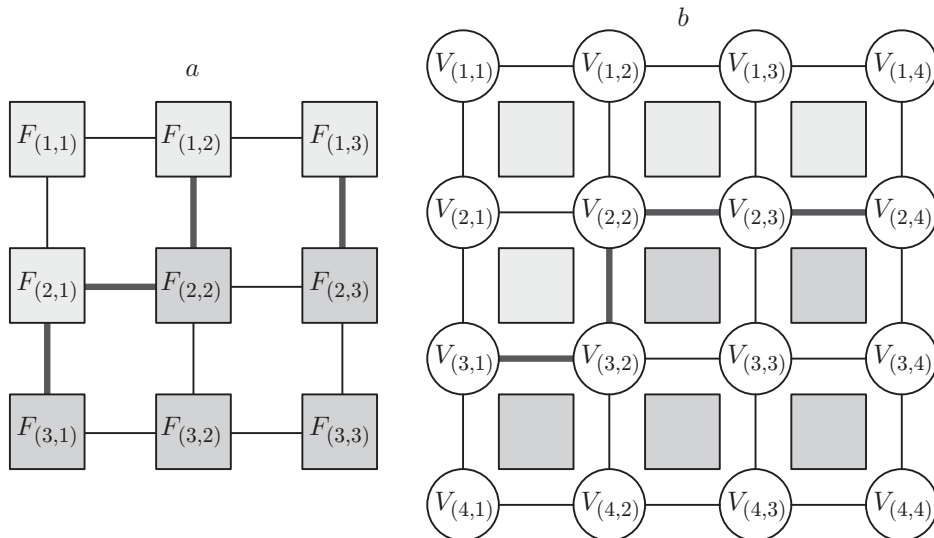 a
F(1,1) F(1,2) F(1,3)
F(2,1) F(2,2) F(2,3)
F(3,1) F(3,2) F(3,3)
b
V(1,1) V(1,2) V(1,3) V(1,4)
V(2,1) V(2,2) V(2,3) V(2,4)
V(3,1) V(3,2) V(3,3) V(3,4)
V(4,1) V(4,2) V(4,3) V(4,4)